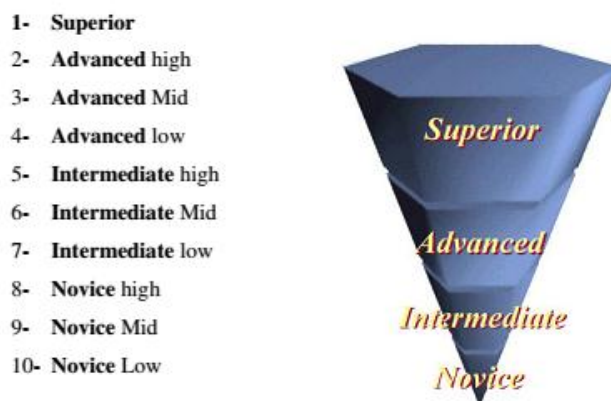 1- Superior
2- Advanced high
3- Advanced Mid
4- Advanced low
5- Intermediate high
6- Intermediate Mid
7- Intermediate low
8- Novice high
9- Novice Mid
10- Novice Low
Superior
Advanced
Intermediate
Novice